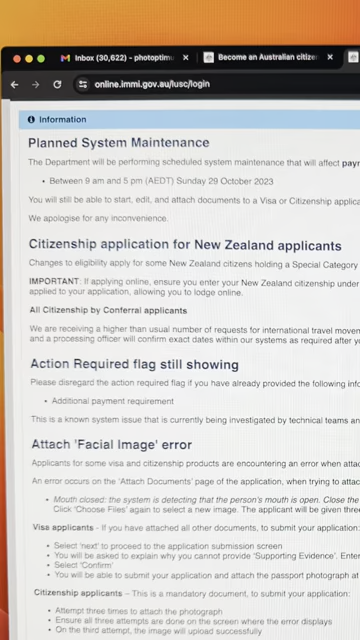 Inbox (30,622) - photoptim
Become an Australian citize
online.immi.gov.au/lusc/login
Information
Planned System Maintenance
The Department will be performing scheduled system maintenance that will affect
Between 9 am and 5 pm (AEDT) Sunday 29 October 2023
You will still be able to start, edit, and attach documents to a Visa or Citizenship
We apologise for any inconvenience.
Citizenship application for New Zealand applicants
Changes to eligibility apply for some New Zealand citizens holding a Special Category
IMPORTANT: If applying online, ensure you enter your New Zealand citizenship under
applied to your application, allowing you to lodge online.
All Citizenship by Conferral applicants
We are receiving a higher than usual number of requests for international travel
and a processing officer will confirm exact dates within our systems as required after
Action Required flag still showing
Please disregard the action required flag if you have already provided the following
Additional payment requirement
This is a known system issue that is currently being investigated by technical teams
Attach 'Facial Image' error
Applicants for some visa and citizenship products are encountering an error when
An error occurs on the 'Attach Documents' page of the application, when trying to
Mouth closed: the system is detecting that the person's mouth is open. Close the
Click 'Choose Files' again to select a new image. The applicant will be given three
Visa applicants - If you have attached all other documents, to submit your application:
Select 'next' to proceed to the application submission screen
You will be asked to explain why you cannot provide 'Supporting Evidence'. Enter
Select 'Confirm'
You will be able to submit your application and attach the passport photograph at
Citizenship applicants – This is a mandatory document, to submit your application:
Attempt three times to attach the photograph
Ensure all three attempts are done on the screen where the error displays
On the third attempt, the image will upload successfully